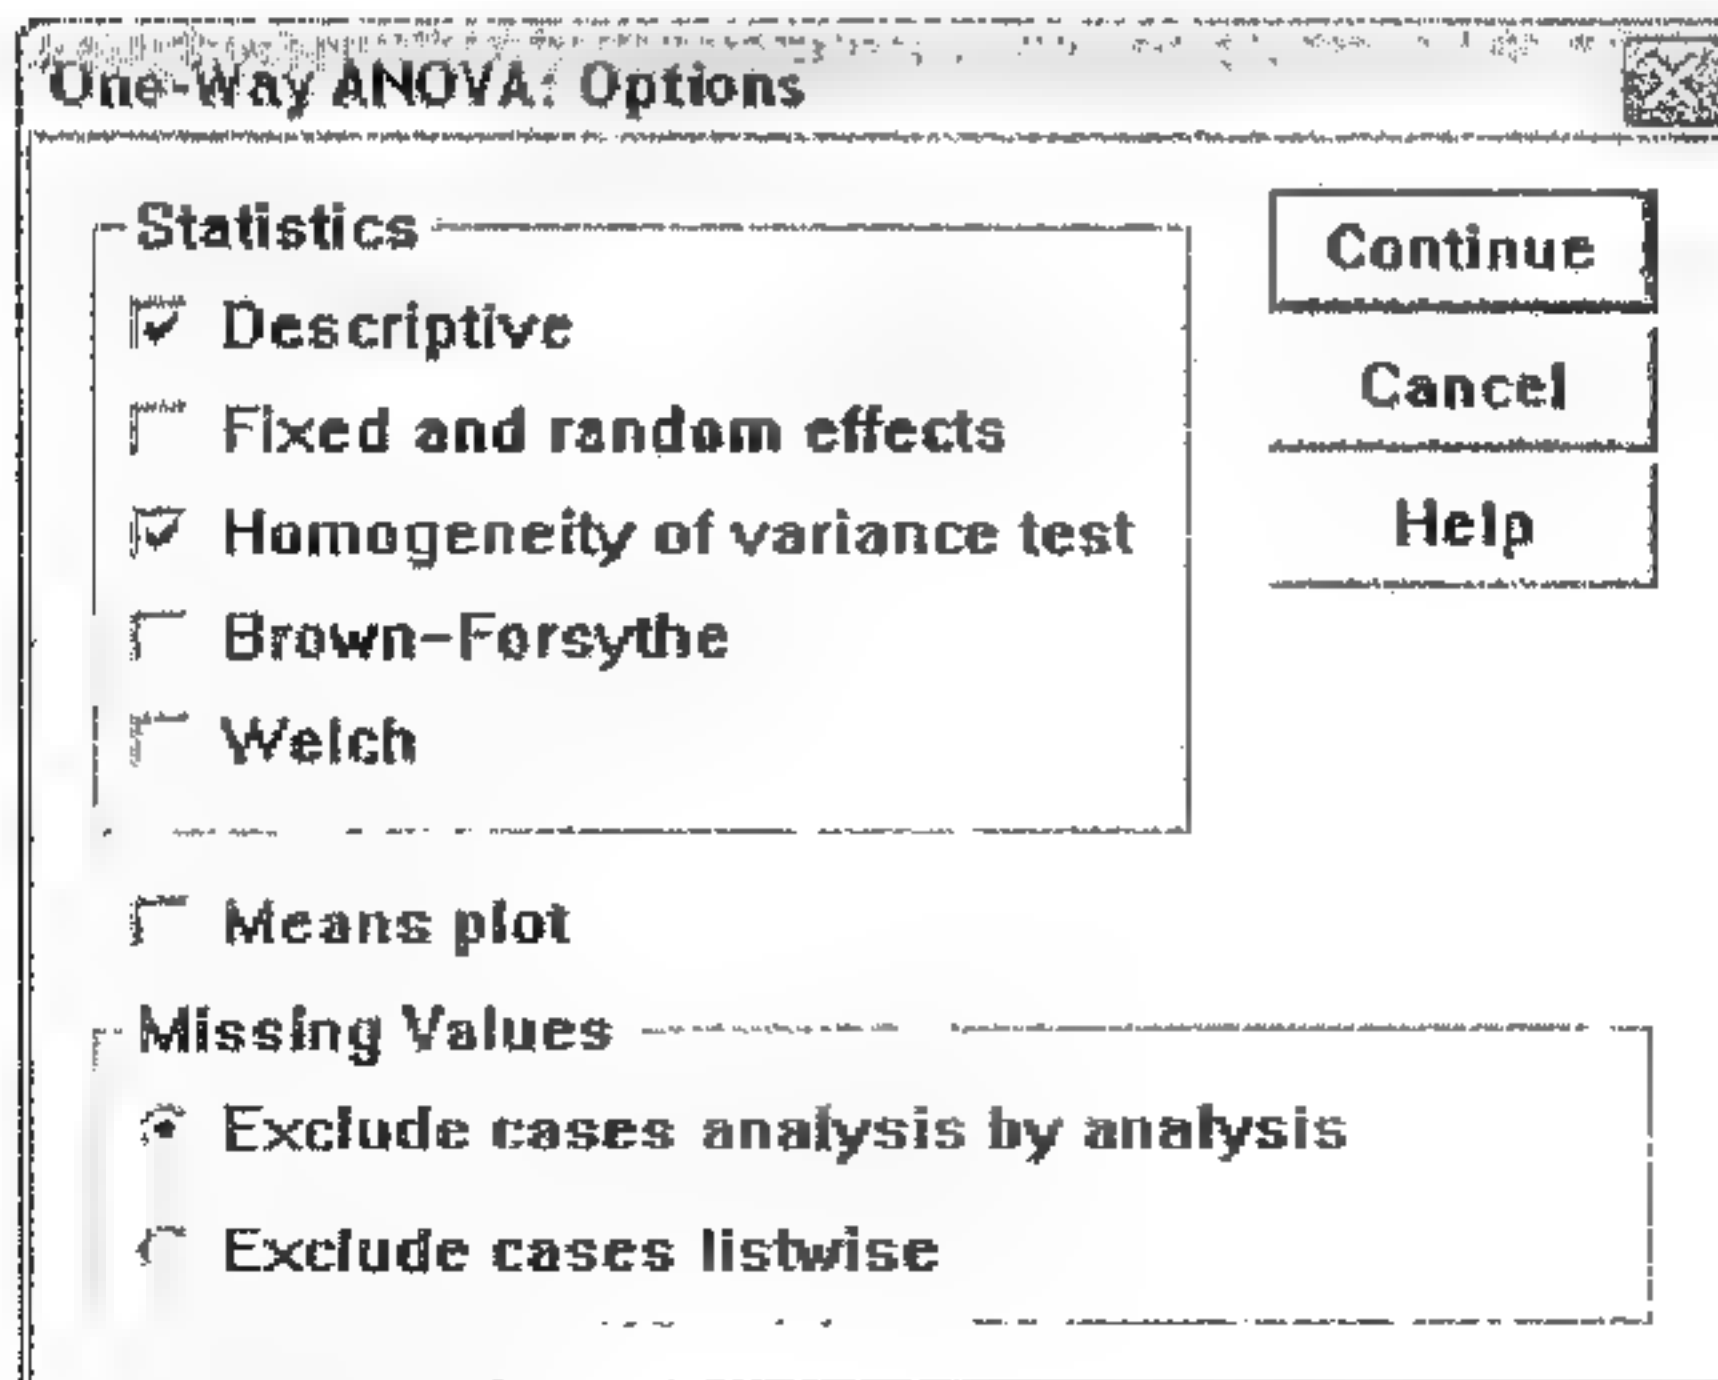 One-Way ANOVA: Options
Statistics
Descriptive
Fixed and random effects
Homogeneity of variance test
Brown-Forsythe
Welch
Continue
Cancel
Help
Means plot
Missing Values
Exclude cases analysis by analysis
Exclude cases listwise